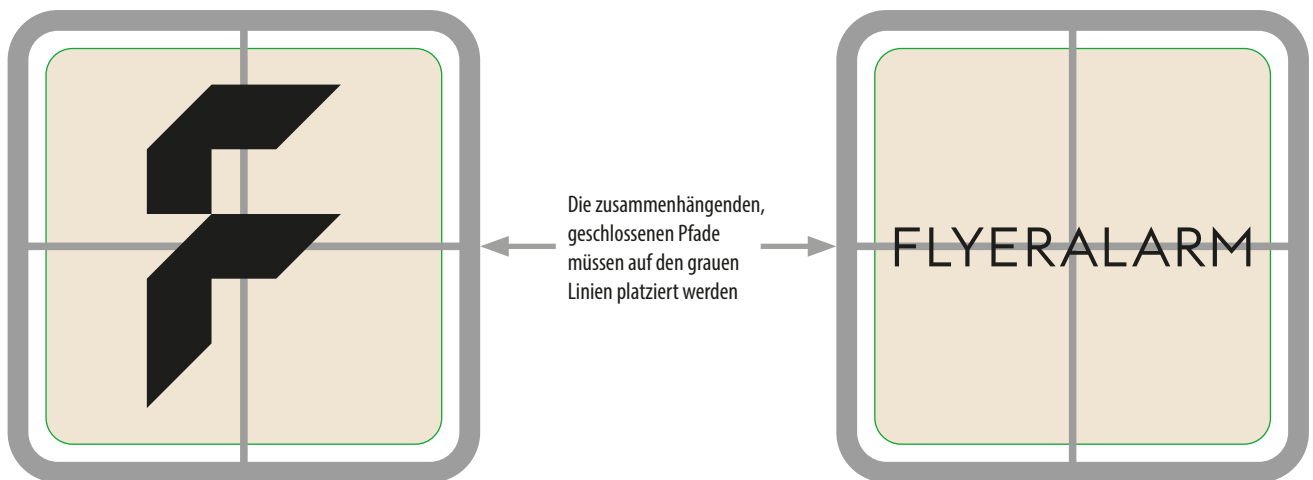 Die zusammenhängenden,
geschlossenen Pfade
müssen auf den grauen
Linien platziert werden
FLYERALARM